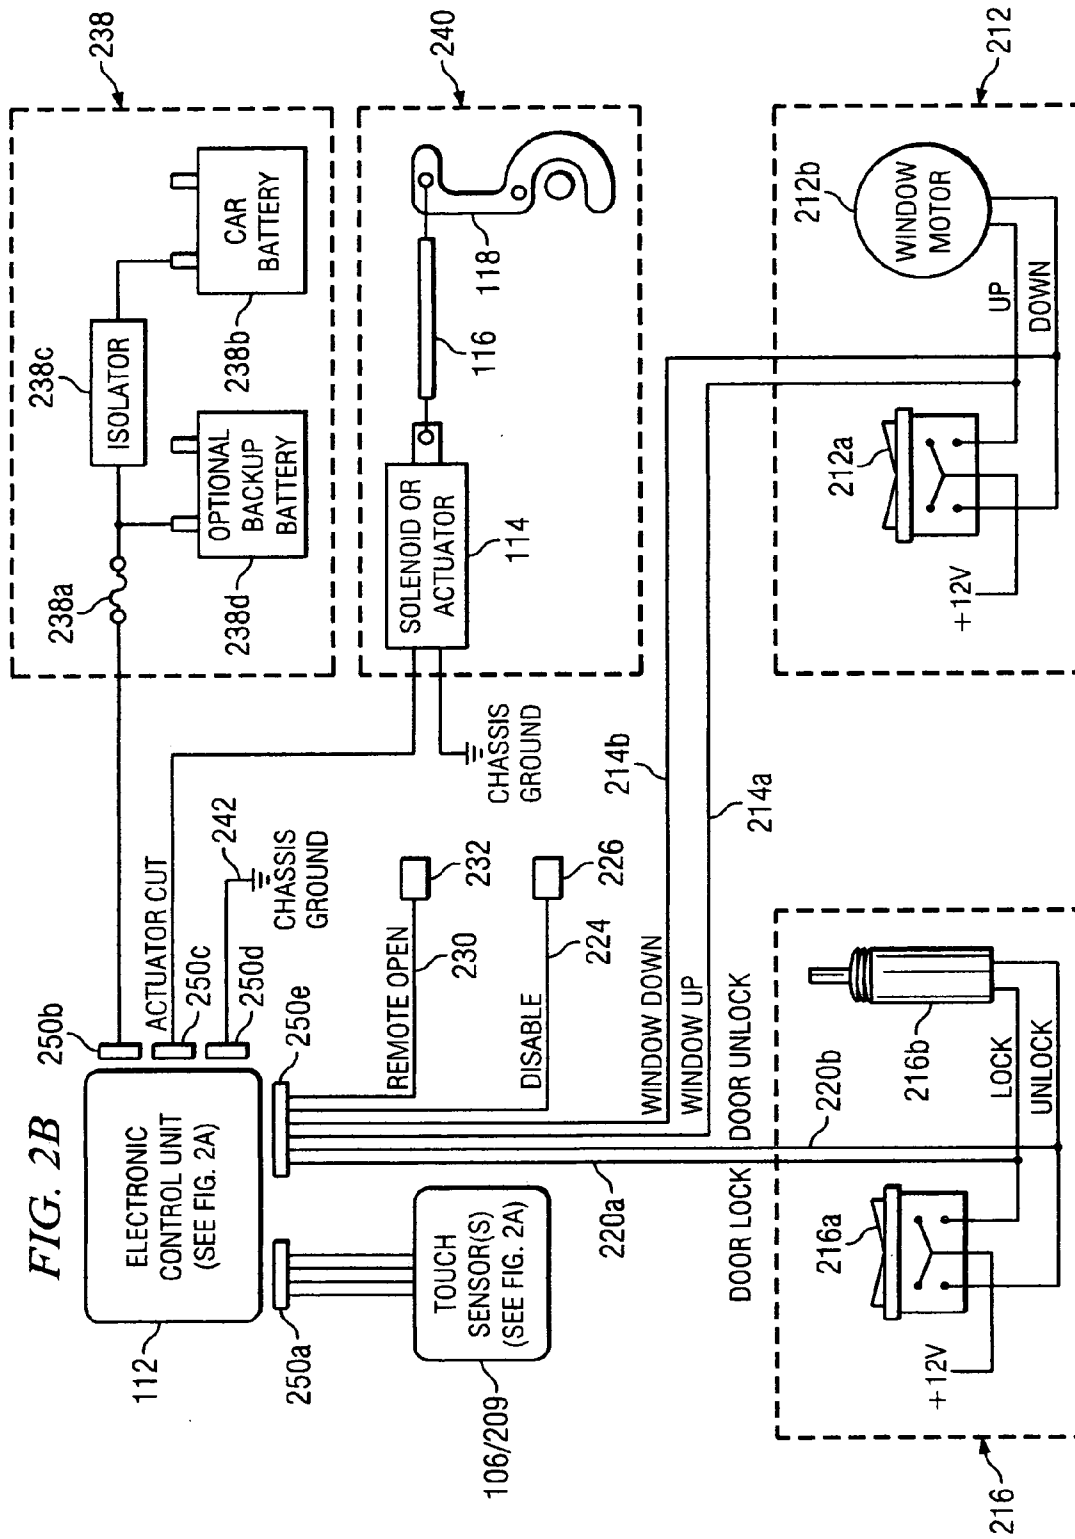 FIG. 2B
112
ELECTRONIC
CONTROL UNIT
(SEE FIG. 2A)
250a
TOUCH
SENSOR(S)
(SEE FIG. 2A)
106/209
250b
ACTUATOR CUT
250c
250d
250e
242
CHASSIS
GROUND
REMOTE OPEN
230
232
DISABLE
224
226
WINDOW DOWN
WINDOW UP
214b
214a
DOOR LOCK
DOOR UNLOCK
220a
220b
238
238a
238c
ISOLATOR
OPTIONAL
BACKUP
BATTERY
238d
CAR
BATTERY
238b
240
SOLENOID OR
ACTUATOR
114
116
118
CHASSIS
GROUND
212
212a
+12V
212b
WINDOW
MOTOR
UP
DOWN
216
216a
+12V
216b
LOCK
UNLOCK